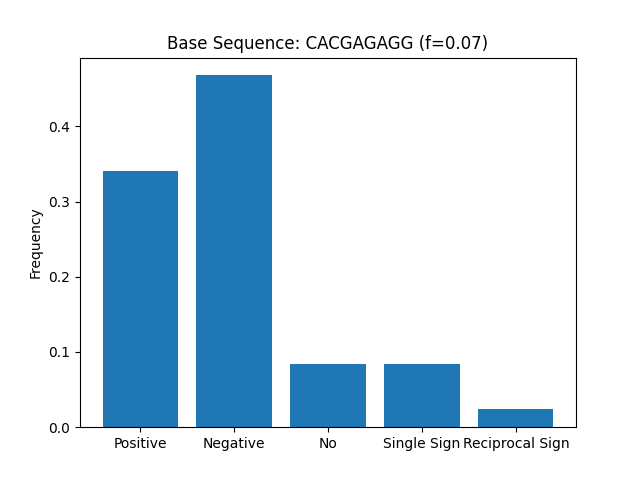 Base Sequence: CACGAGAGG (f=0.07)
0.4
0.3
0.2
0.1
0.0
Frequency
Positive
Negative
No
Single Sign
Reciprocal Sign